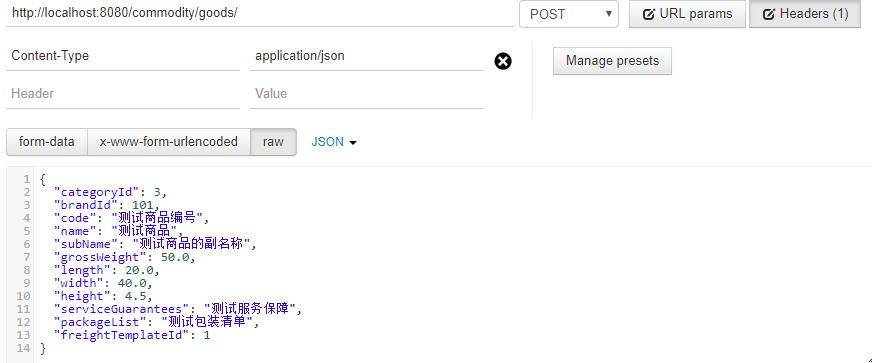 http://localhost:8080/commodity/goods/ POST URL params Headers (1)
Content-Type application/json Manage presets
Header Value
form-data x-www-form-urlencoded raw JSON
1 {
2 "categoryId": 3,
3 "brandId": 101,
4 "code": "测试商品编号",
5 "name": "测试商品",
6 "subName": "测试商品的副名称",
7 "grossWeight": 50.0,
8 "length": 20.0,
9 "width": 40.0,
10 "height": 4.5,
11 "serviceGuarantees": "测试服务保障",
12 "packageList": "测试包装清单",
13 "freightTemplateId": 1
14 }